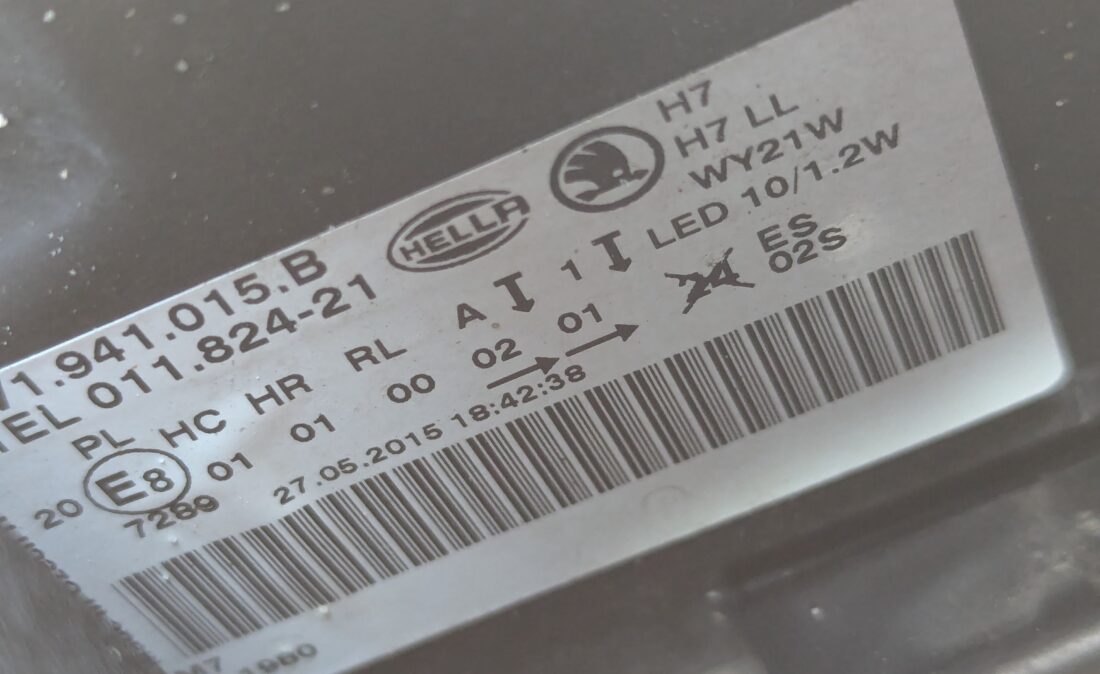 H7
H7 LL
WY21W
LED 10/1.2W
HELLA
1.941.015.B
1EL 011.824-21
PL HC HR RL A 1
20 E8 01 01 00 02 01 24 ES
02S
7289
27.05.2015 18:42:38